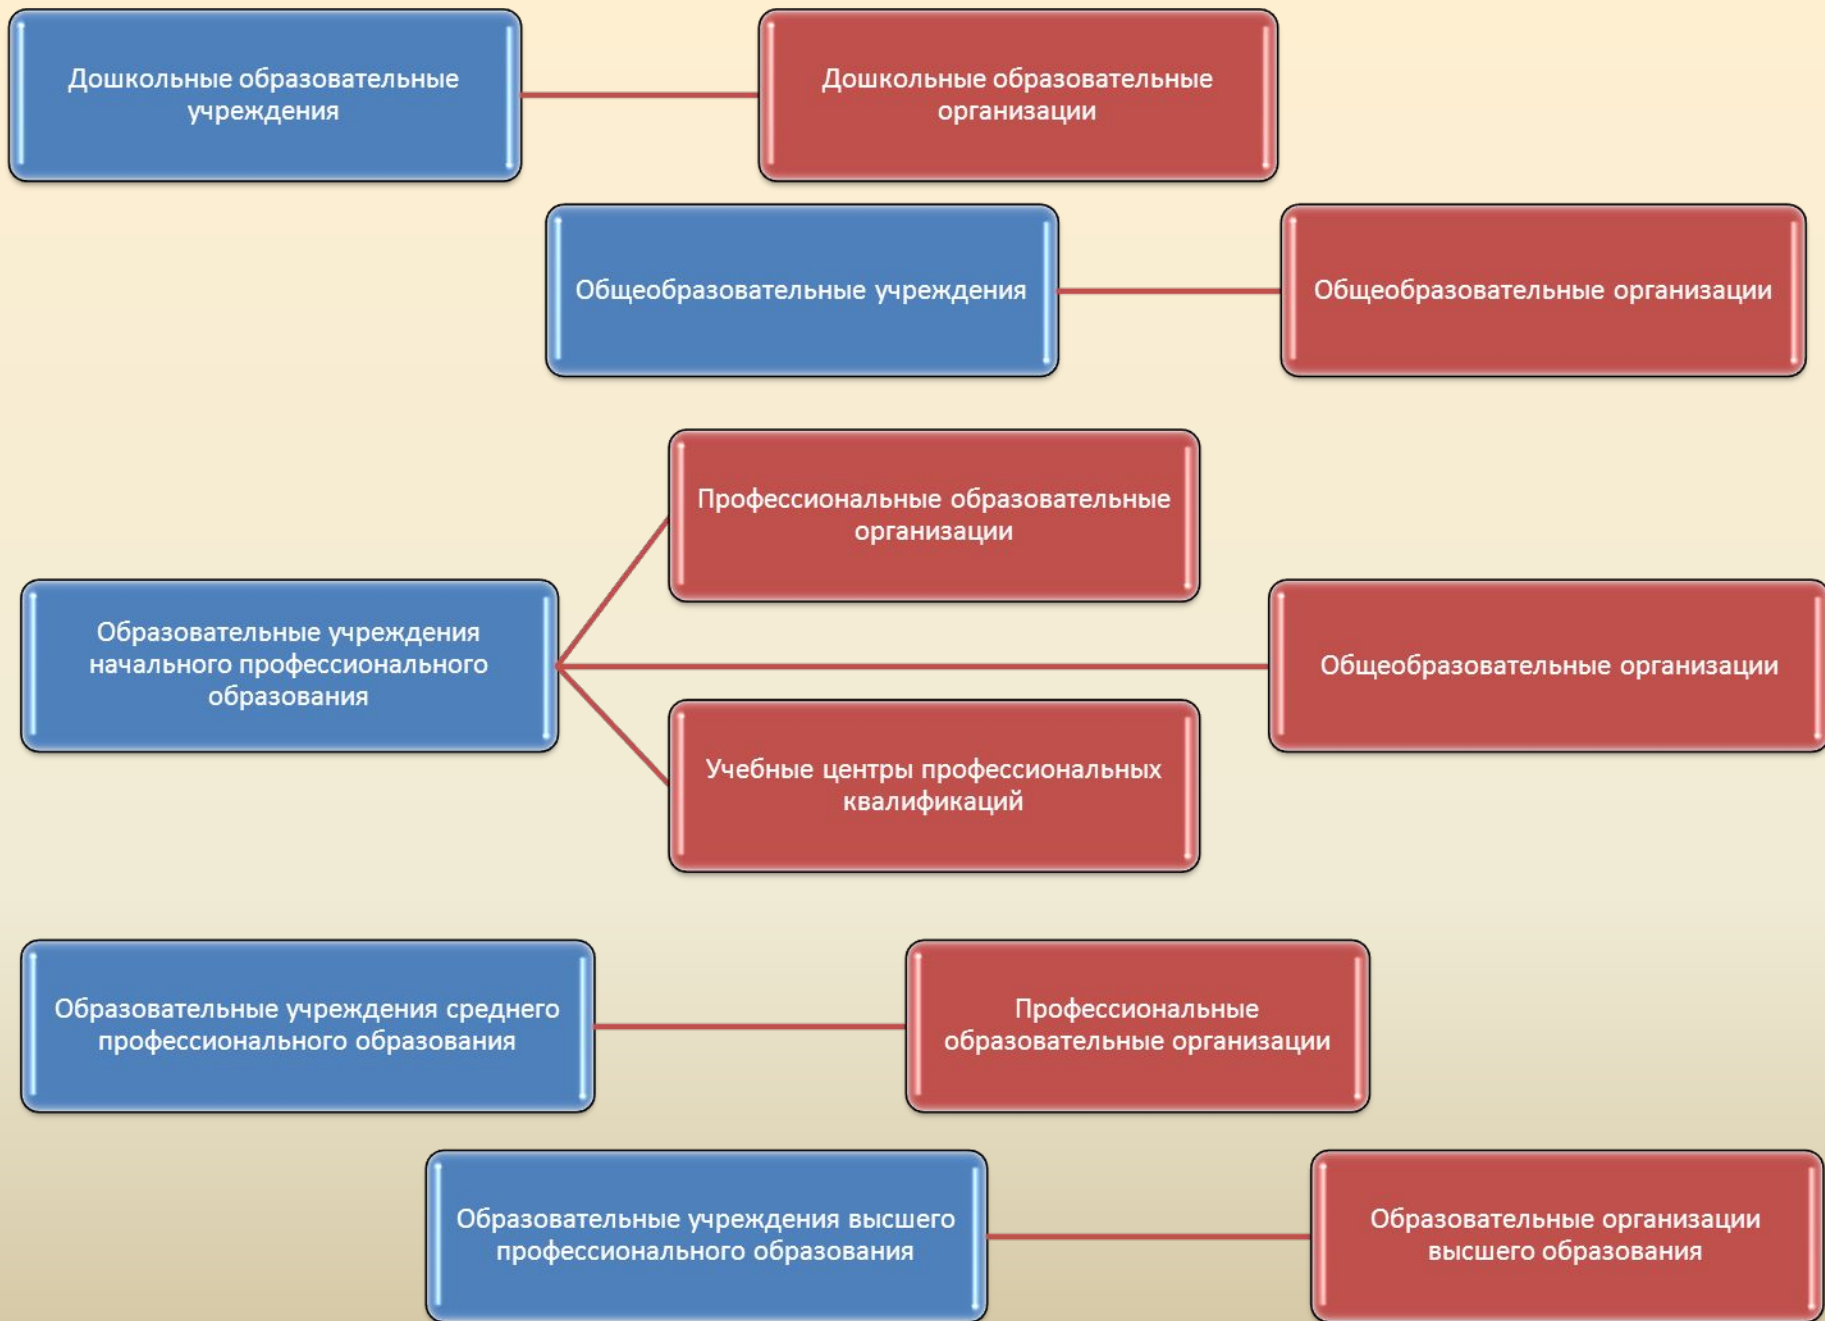 Дошкольные образовательные
учреждения
Дошкольные образовательные
организации
Общеобразовательные учреждения
Общеобразовательные организации
Профессиональные образовательные
организации
Образовательные учреждения
начального профессионального
образования
Общеобразовательные организации
Учебные центры профессиональных
квалификаций
Образовательные учреждения среднего
профессионального образования
Профессиональные
образовательные организации
Образовательные учреждения высшего
профессионального образования
Образовательные организации
высшего образования